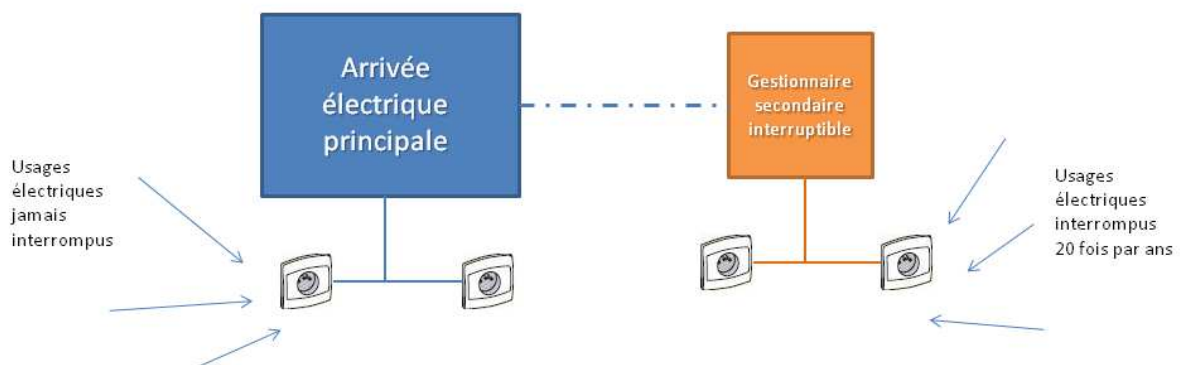 Arrivée
électrique
principale
Gestionnaire
secondaire
interruptible
Usages
électriques
jamais
interrompus
Usages
électriques
interrompus
20 fois par ans